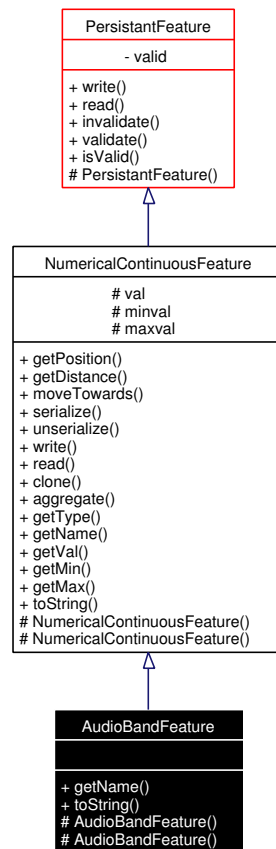 PersistantFeature
- valid
+ write()
+ read()
+ invalidate()
+ validate()
+ isValid()
# PersistantFeature()
NumericalContinuousFeature
# val
# minval
# maxval
+ getPosition()
+ getDistance()
+ moveTowards()
+ serialize()
+ unserialize()
+ write()
+ read()
+ clone()
+ aggregate()
+ getType()
+ getName()
+ getVal()
+ getMin()
+ getMax()
+ toString()
# NumericalContinuousFeature()
# NumericalContinuousFeature()
AudioBandFeature
+ getName()
+ toString()
# AudioBandFeature()
# AudioBandFeature()